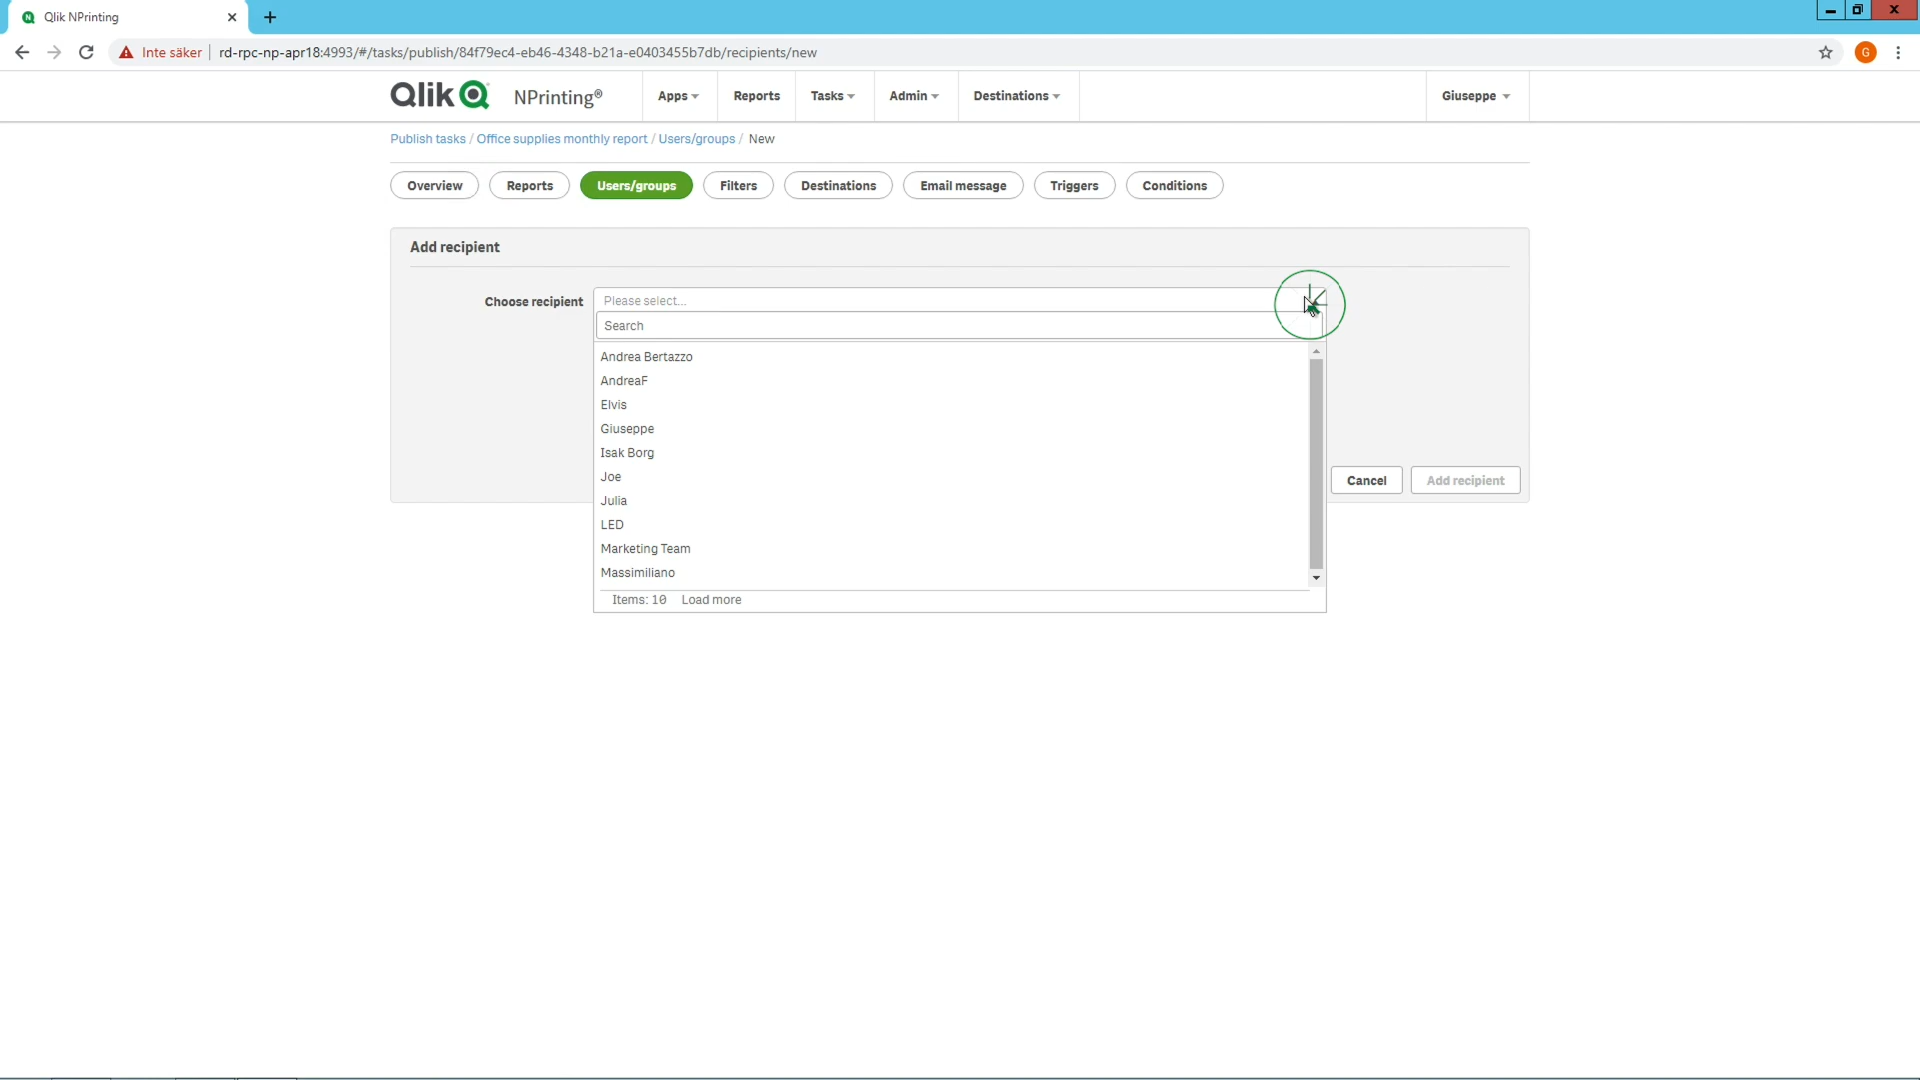 Qlik NPrinting
Inte säker
rd-rpc-np-apr18:4993/#/tasks/publish/84f79ec4-eb46-4348-b21a-e0403455b7db/recipients/new
G
Qlik NPrinting®
Apps
Reports
Tasks
Admin
Destinations
Giuseppe
Publish tasks / Office supplies monthly report / Users/groups / New
Overview
Reports
Users/groups
Filters
Destinations
Email message
Triggers
Conditions
Add recipient
Choose recipient
Please select...
Search
Andrea Bertazzo
AndreaF
Elvis
Giuseppe
Isak Borg
Joe
Julia
LED
Marketing Team
Massimiliano
Items: 10 Load more
Cancel
Add recipient